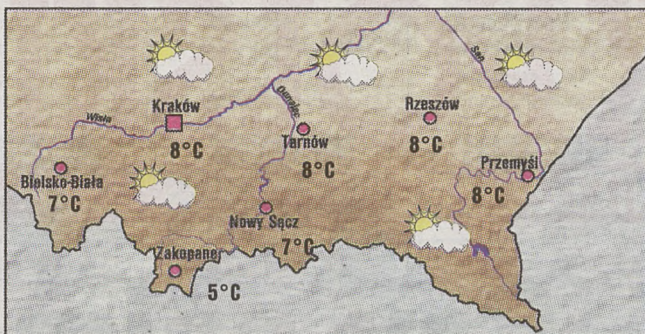 San
Dunajec
Kraków
Rzeszów
Wisła
Tarnów
8°C
8°C
8°C
Przemyśl
Bielsko-Biała
7°C
8°C
Nowy Sącz
7°C
Zakopane
5°C